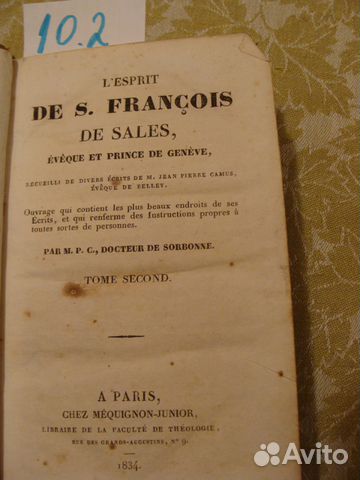 10.2
L'ESPRIT
DE S. FRANÇOIS
DE SALES,
ÉVÊQUE ET PRINCE DE GENÈVE,
RECUEILLI DE DIVERS ÉCRITS DE M. JEAN PIERRE CAMUS,
ÉVÊQUE DE BELLEY.
Ouvrage qui contient les plus beaux endroits de ses
Écrits, et qui renferme des Instructions propres à
toutes sortes de personnes.
PAR M. P. C., DOCTEUR DE SORBONNE.
TOME SECOND.
A PARIS,
CHEZ MÉQUIGNON-JUNIOR,
LIBRAIRE DE LA FACULTÉ DE THÉOLOGIE,
RUE DES GRANDS-AUGUSTINS, N° 9.
1834.
Avito